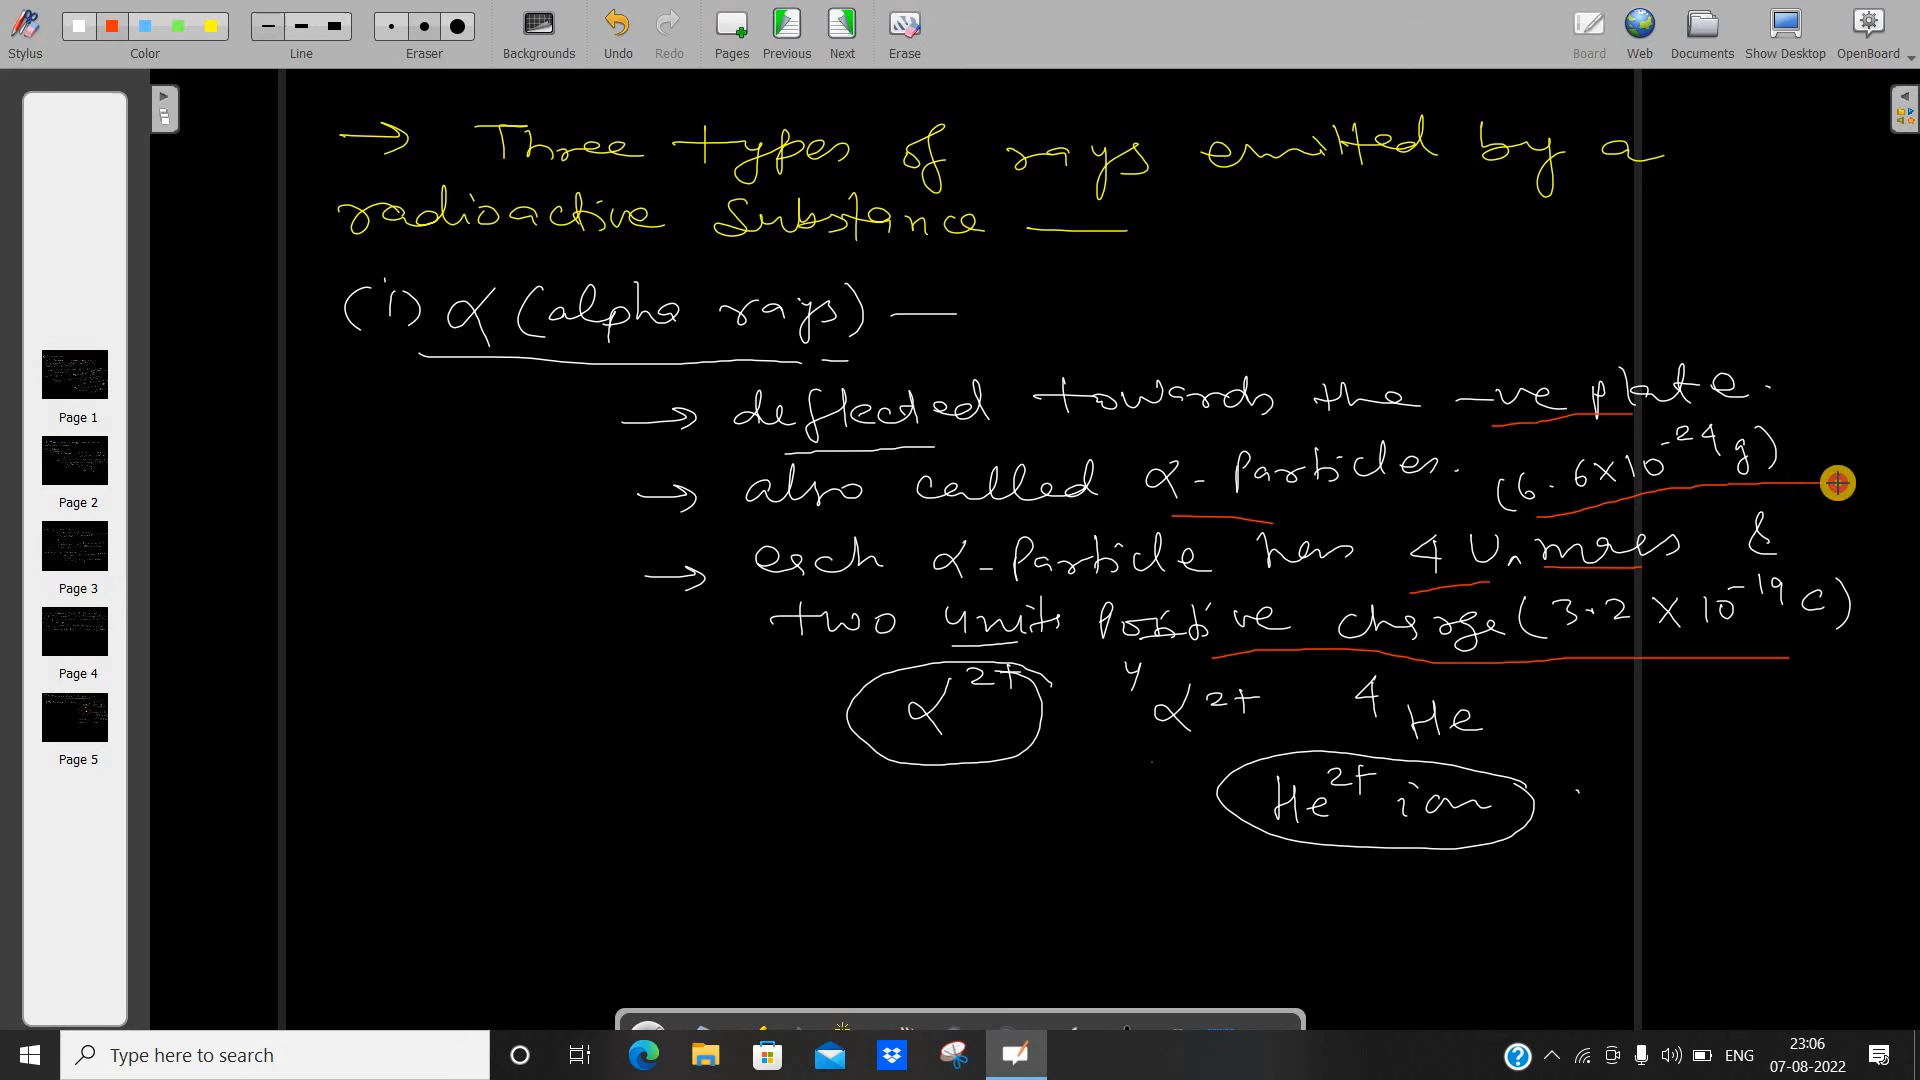 Stylus Color Line Eraser Backgrounds Undo Redo Pages Previous Next Erase Board Web Documents Show Desktop OpenBoard
→ Three types of rays emitted by a
radioactive substance —
(i) α (alpha rays) —
→ deflected towards the -ve plate.
→ also called α-particles. (6.6×10⁻²⁴ g)
→ each α-particle has 4 U, mass &
two units positive charge (3.2 × 10⁻¹⁹ C)
α²⁺ ⁴α²⁺ ⁴He
He²⁺ ion
Page 1
Page 2
Page 3
Page 4
Page 5
Type here to search
ENG
23:06
07-08-2022